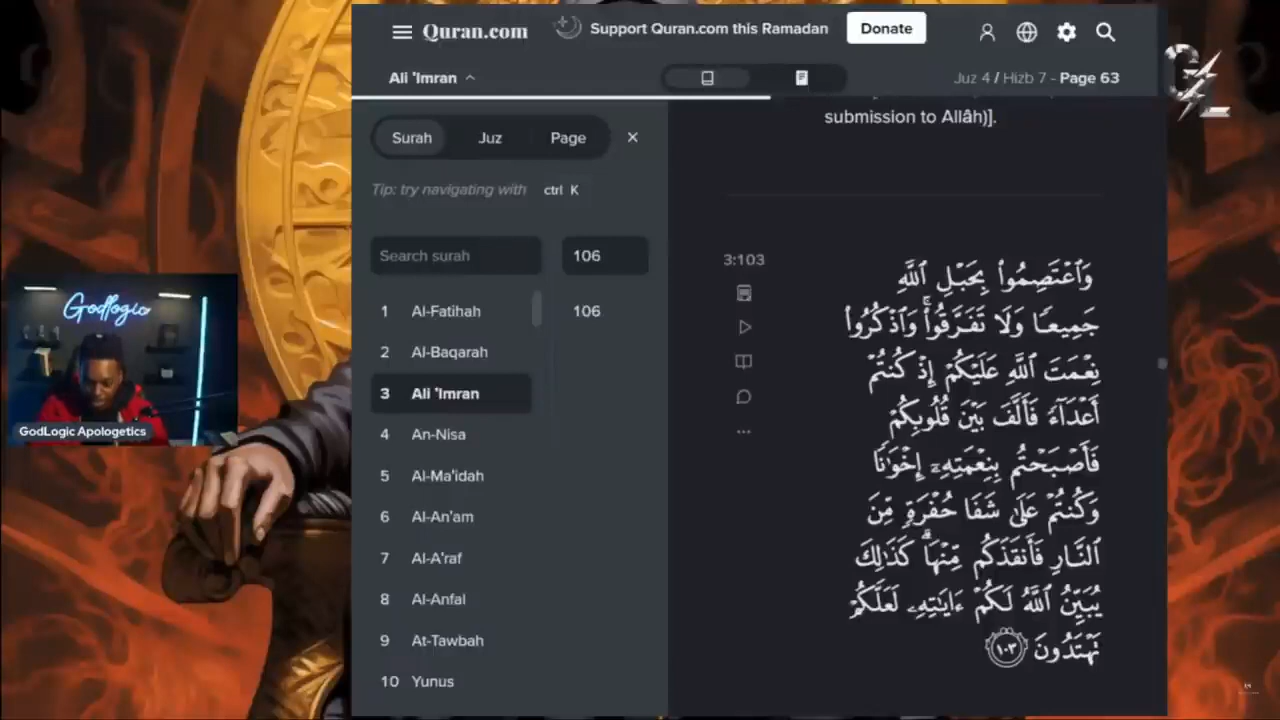 Quran.com
Support Quran.com this Ramadan
Donate
Ali 'Imran
Juz 4 / Hizb 7 - Page 63
GL
submission to Allâh)].
Surah
Juz
Page
Tip: try navigating with ctrl K
Search surah
106
1 Al-Fatihah
106
2 Al-Baqarah
3 Ali 'Imran
4 An-Nisa
5 Al-Ma'idah
6 Al-An'am
7 Al-A'raf
8 Al-Anfal
9 At-Tawbah
10 Yunus
3:103
وَٱعْتَصِمُوا۟ بِحَبْلِ ٱللَّهِ
جَمِيعًا وَلَا تَفَرَّقُوا۟ ۚ وَٱذْكُرُوا۟
نِعْمَتَ ٱللَّهِ عَلَيْكُمْ إِذْ كُنتُمْ
أَعْدَآءً فَأَلَّفَ بَيْنَ قُلُوبِكُمْ
فَأَصْبَحْتُم بِنِعْمَتِهِۦٓ إِخْوَٰنًا
وَكُنتُمْ عَلَىٰ شَفَا حُفْرَةٍ مِّنَ
ٱلنَّارِ فَأَنقَذَكُم مِّنْهَا ۗ كَذَٰلِكَ
يُبَيِّنُ ٱللَّهُ لَكُمْ ءَايَـٰتِهِۦ لَعَلَّكُمْ
تَهْتَدُونَ ١٠٣
Godlogic
GodLogic Apologetics